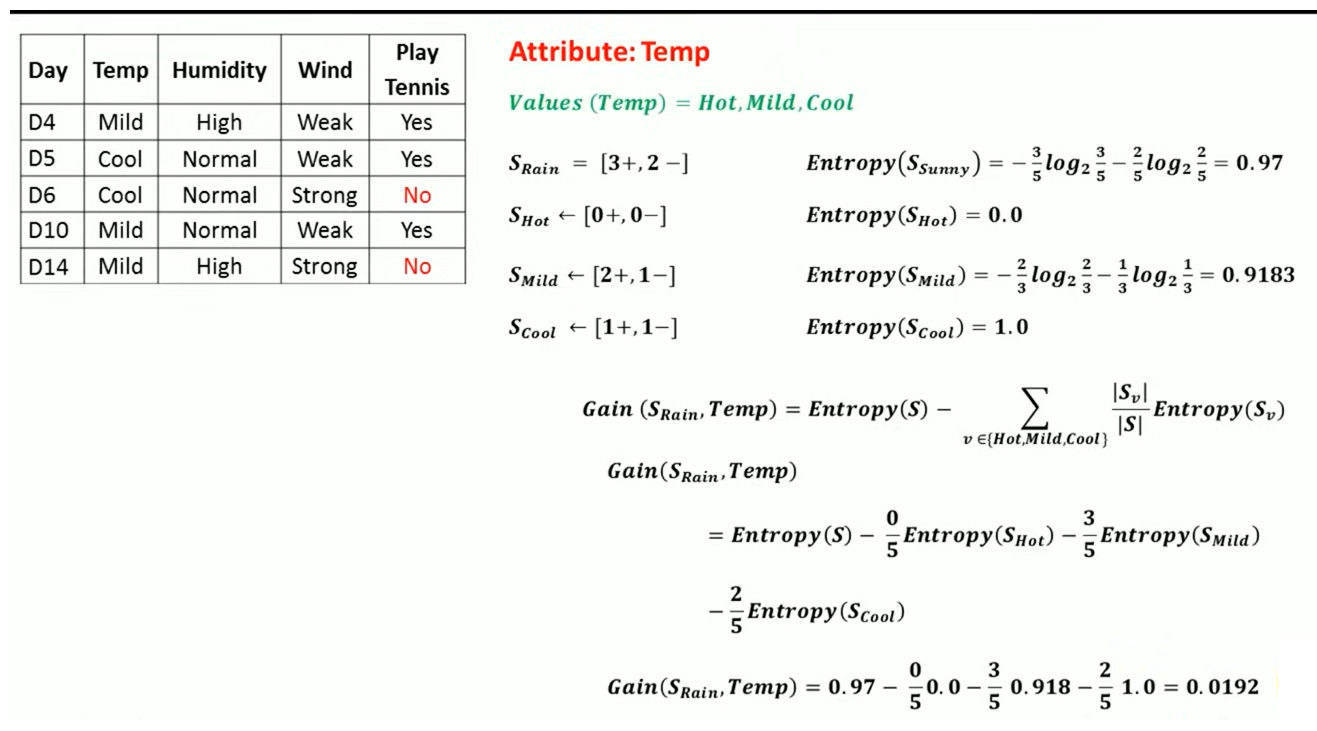 Day Temp Humidity Wind Play Tennis
D4 Mild High Weak Yes
D5 Cool Normal Weak Yes
D6 Cool Normal Strong No
D10 Mild Normal Weak Yes
D14 Mild High Strong No
Attribute: Temp
Values (Temp) = Hot, Mild, Cool
S_Rain = [3+, 2 −] Entropy(S_Sunny) = −3/5 log₂ 3/5 − 2/5 log₂ 2/5 = 0.97
S_Hot ← [0+, 0−] Entropy(S_Hot) = 0.0
S_Mild ← [2+, 1−] Entropy(S_Mild) = −2/3 log₂ 2/3 − 1/3 log₂ 1/3 = 0.9183
S_Cool ← [1+, 1−] Entropy(S_Cool) = 1.0
Gain (S_Rain, Temp) = Entropy(S) − ∑ v ∈{Hot,Mild,Cool} |S_v|/|S| Entropy(S_v)
Gain(S_Rain, Temp)
= Entropy(S) − 0/5 Entropy(S_Hot) − 3/5 Entropy(S_Mild)
− 2/5 Entropy(S_Cool)
Gain(S_Rain, Temp) = 0.97 − 0/5 0.0 − 3/5 0.918 − 2/5 1.0 = 0.0192